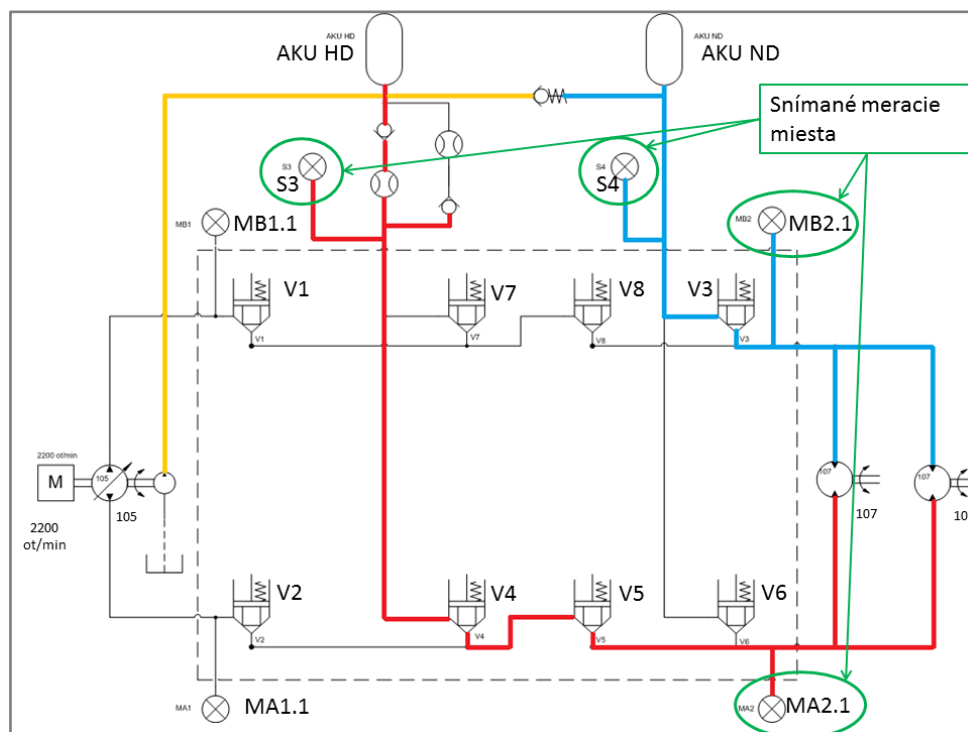 AKU HD
AKU HD
AKU ND
AKU ND
Snímané meracie
miesta
S3
S3
S4
S4
MB1
MB1.1
MB2
MB2.1
V1
V7
V8
V3
V1
V7
V8
V3
2200 ot/min
M
105
105
2200
ot/min
107
107
107
10
V2
V4
V5
V6
V2
V4
V5
V6
MA1
MA1.1
MA2
MA2.1